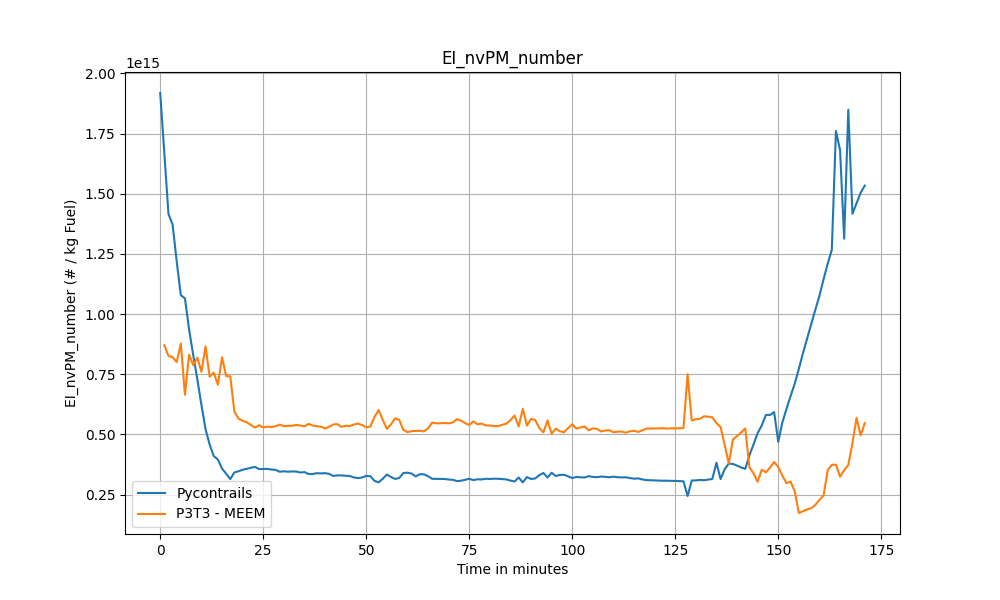 EI_nvPM_number
1e15
2.00
1.75
1.50
1.25
1.00
0.75
0.50
0.25
EI_nvPM_number (# / kg Fuel)
Pycontrails
P3T3 - MEEM
0 25 50 75 100 125 150 175
Time in minutes